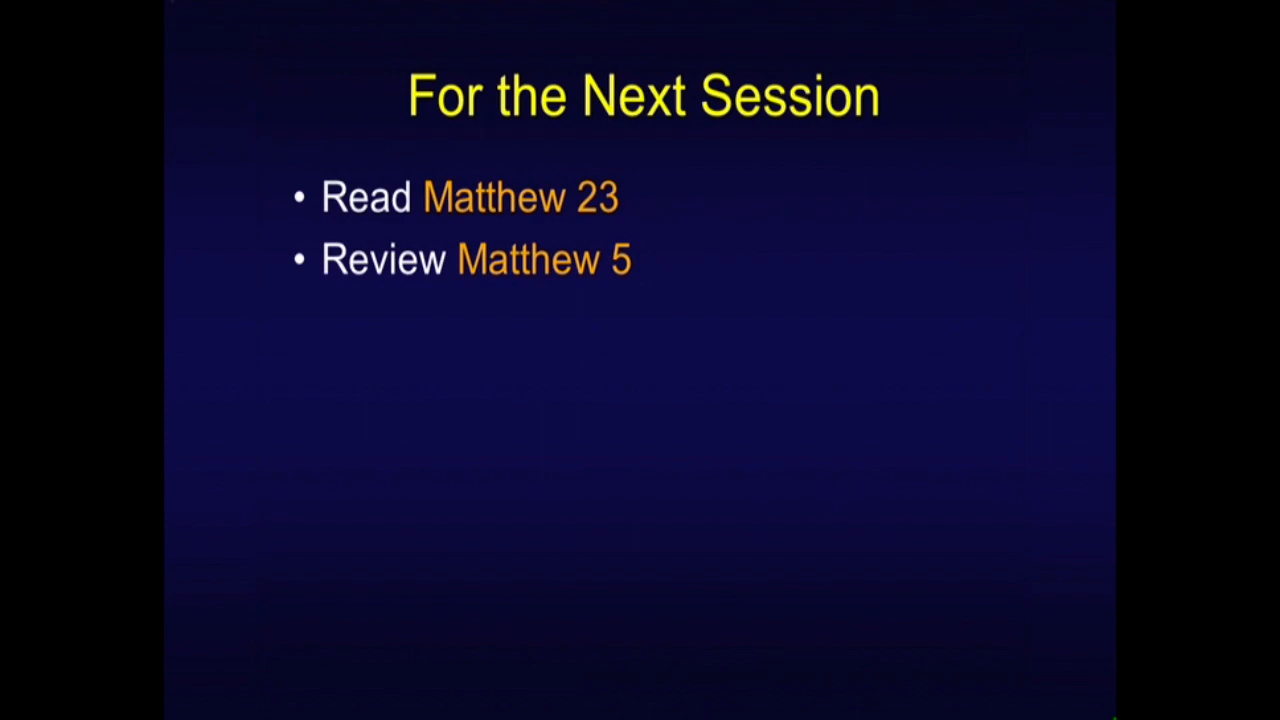 For the Next Session
• Read Matthew 23
• Review Matthew 5